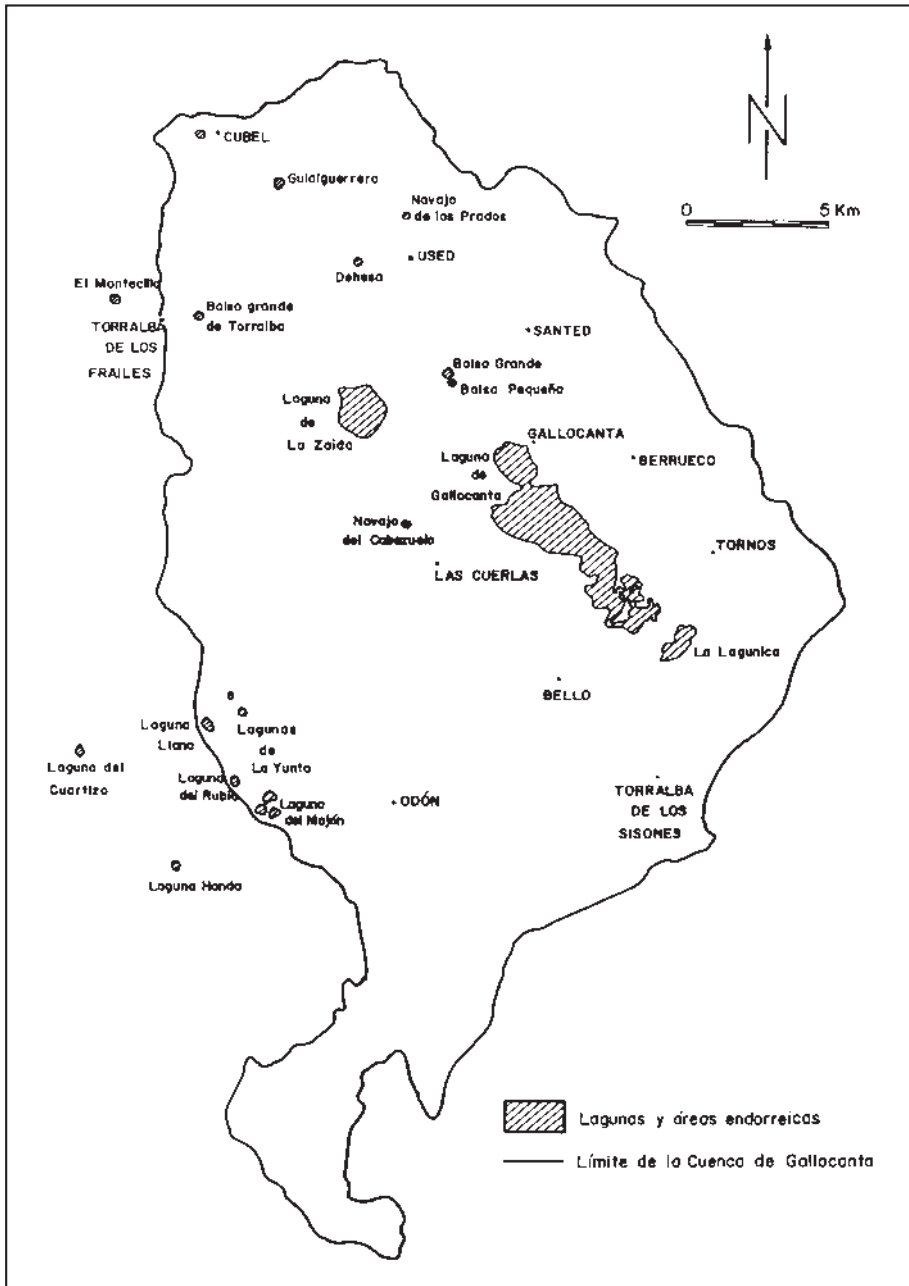 N
CUBEL
Guialguerrero
Navajo
de los Prados
0 5 Km
USED
Dehesa
El Montecillo
Balsa grande
de Torralba
TORRALBA
DE LOS
FRAILES
SANTED
Balsa Grande
Balsa Pequeña
Laguna
de
La Zaida
GALLOCANTA
Laguna
de
Gallocanta
BERRUECO
Navajo
del Cabezuelo
TORNOS
LAS CUERLAS
La Lagunica
BELLO
Laguna
Llana
Lagunas
de
La Yunta
Laguna del
Cuartizo
Laguna
del Rubio
Laguna
del Mojón
ODÓN
TORRALBA
DE LOS
SISONES
Laguna Honda
Lagunas y áreas endorreicas
Límite de la Cuenca de Gallocanta